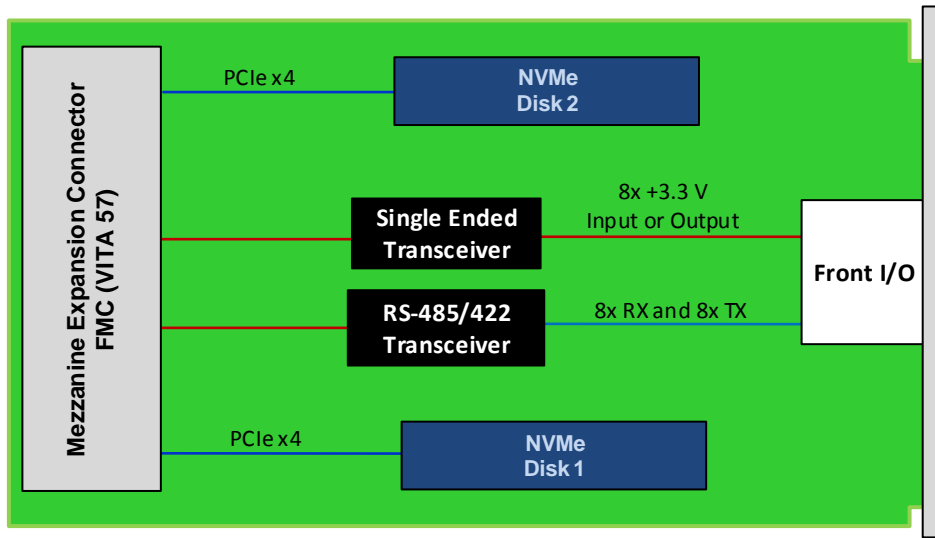 Mezzanine Expansion Connector
FMC (VITA 57)
PCIe x4
NVMe
Disk 2
8x +3.3 V
Input or Output
Single Ended
Transceiver
Front I/O
RS-485/422
Transceiver
8x RX and 8x TX
PCIe x4
NVMe
Disk 1